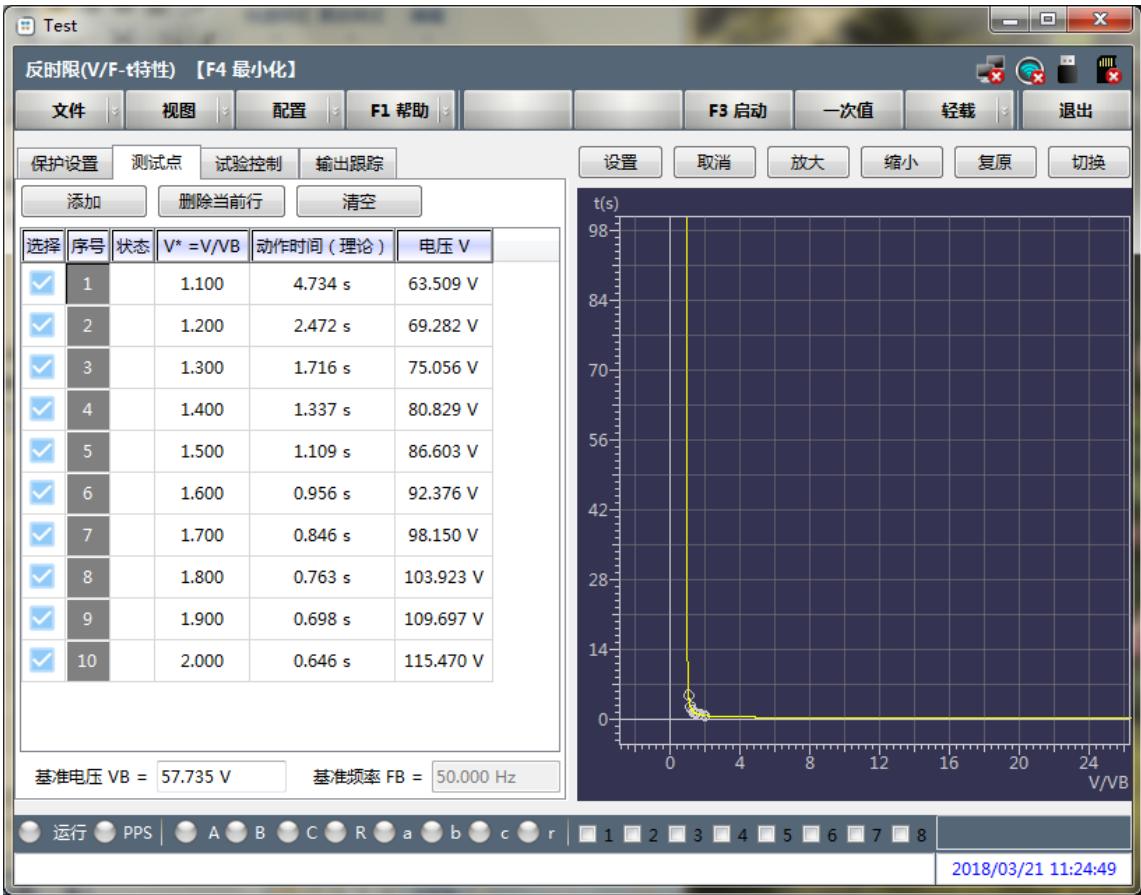 Test
反时限(V/F-t特性) 【F4 最小化】
文件 视图 配置 F1 帮助 F3 启动 一次值 轻载 退出
保护设置 测试点 试验控制 输出跟踪
设置 取消 放大 缩小 复原 切换
添加 删除当前行 清空
选择 序号 状态 V* =V/VB 动作时间 ( 理论 ) 电压 V
1 1.100 4.734 s 63.509 V
2 1.200 2.472 s 69.282 V
3 1.300 1.716 s 75.056 V
4 1.400 1.337 s 80.829 V
5 1.500 1.109 s 86.603 V
6 1.600 0.956 s 92.376 V
7 1.700 0.846 s 98.150 V
8 1.800 0.763 s 103.923 V
9 1.900 0.698 s 109.697 V
10 2.000 0.646 s 115.470 V
基准电压 VB = 57.735 V 基准频率 FB = 50.000 Hz
t(s)
98
84
70
56
42
28
14
0
0 4 8 12 16 20 24
V/VB
运行 PPS A B C R a b c r 1 2 3 4 5 6 7 8
2018/03/21 11:24:49